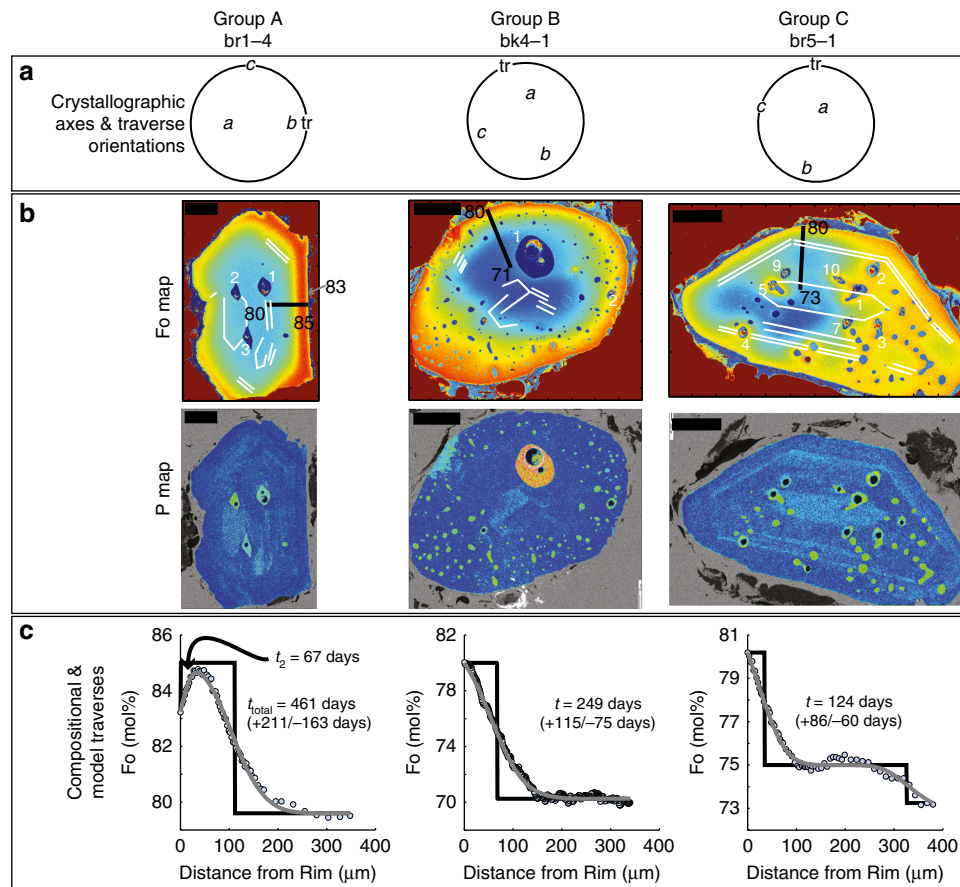 Group A
br1–4
Group B
bk4–1
Group C
br5–1
a
Crystallographic
axes & traverse
orientations
c
a
b tr
tr
a
c
b
tr
c
a
b
b
Fo map
2
1
80
83
85
3
80
1
71
2
80
9
10
2
5
73
1
7
3
4
P map
c
Compositional &
model traverses
Fo (mol%)
86
84
82
80
t2 = 67 days
ttotal = 461 days
(+211/−163 days)
0
200
400
Distance from Rim (μm)
Fo (mol%)
82
78
74
70
t = 249 days
(+115/−75 days)
0
200
400
Distance from Rim (μm)
Fo (mol%)
81
79
77
75
73
t = 124 days
(+86/−60 days)
0
100
200
300
400
Distance from Rim (μm)